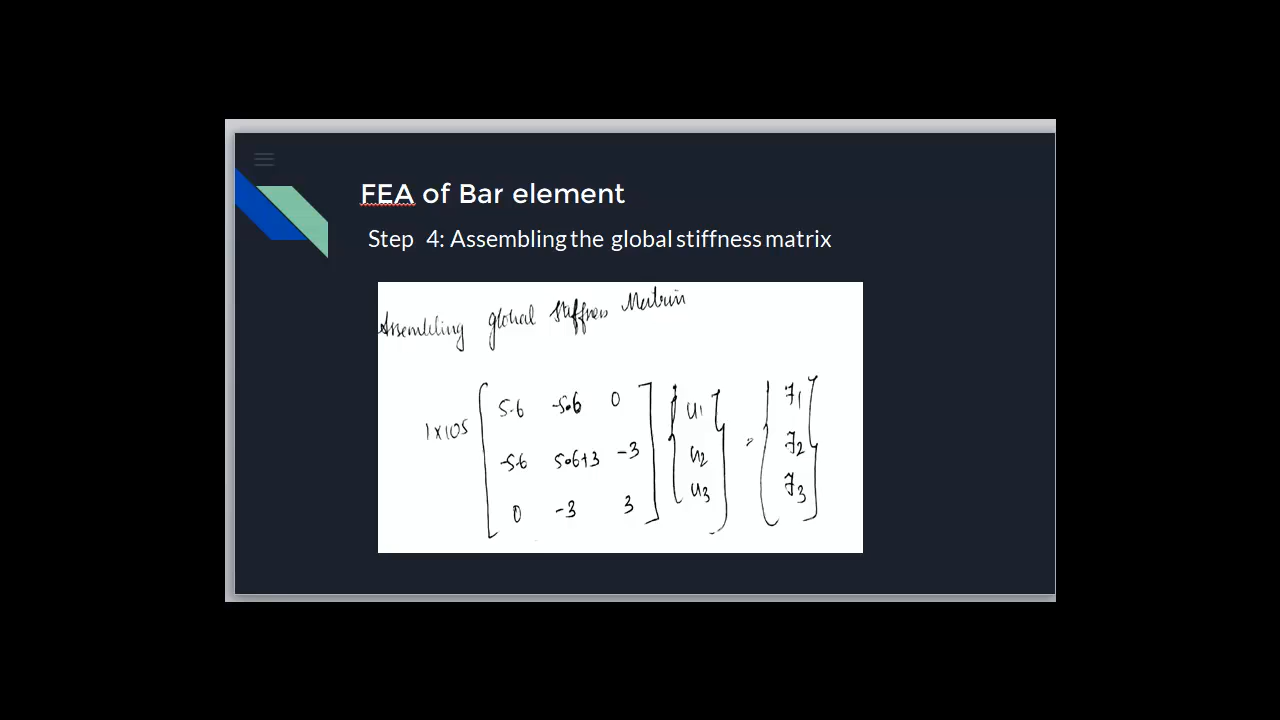 FEA of Bar element
Step 4: Assembling the global stiffness matrix
Assembling global stiffness Matrix
5.6 -5.6 0 u1 F1
1x105
-5.6 5.6+3 -3 u2 = F2
0 -3 3 u3 F3